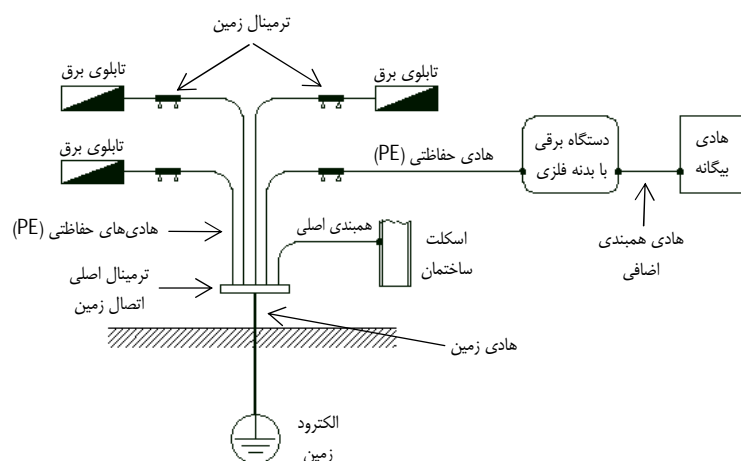 ترمینال زمین
تابلوی برق
تابلوی برق
تابلوی برق
هادی حفاظتی (PE)
دستگاه برقی
با بدنه فلزی
هادی
بیگانه
هادی‌های حفاظتی (PE)
همبندی اصلی
اسکلت
ساختمان
هادی همبندی
اضافی
ترمینال اصلی
اتصال زمین
هادی زمین
الکترود
زمین